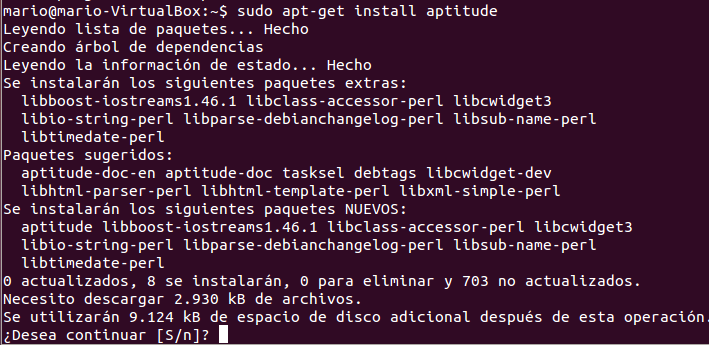 mario@mario-VirtualBox:~$ sudo apt-get install aptitude
Leyendo lista de paquetes... Hecho
Creando árbol de dependencias
Leyendo la información de estado... Hecho
Se instalarán los siguientes paquetes extras:
  libboost-iostreams1.46.1 libclass-accessor-perl libcwidget3
  libio-string-perl libparse-debianchangelog-perl libsub-name-perl
  libtimedate-perl
Paquetes sugeridos:
  aptitude-doc-en aptitude-doc tasksel debtags libcwidget-dev
  libhtml-parser-perl libhtml-template-perl libxml-simple-perl
Se instalarán los siguientes paquetes NUEVOS:
  aptitude libboost-iostreams1.46.1 libclass-accessor-perl libcwidget3
  libio-string-perl libparse-debianchangelog-perl libsub-name-perl
  libtimedate-perl
0 actualizados, 8 se instalarán, 0 para eliminar y 703 no actualizados.
Necesito descargar 2.930 kB de archivos.
Se utilizarán 9.124 kB de espacio de disco adicional después de esta operación.
¿Desea continuar [S/n]?